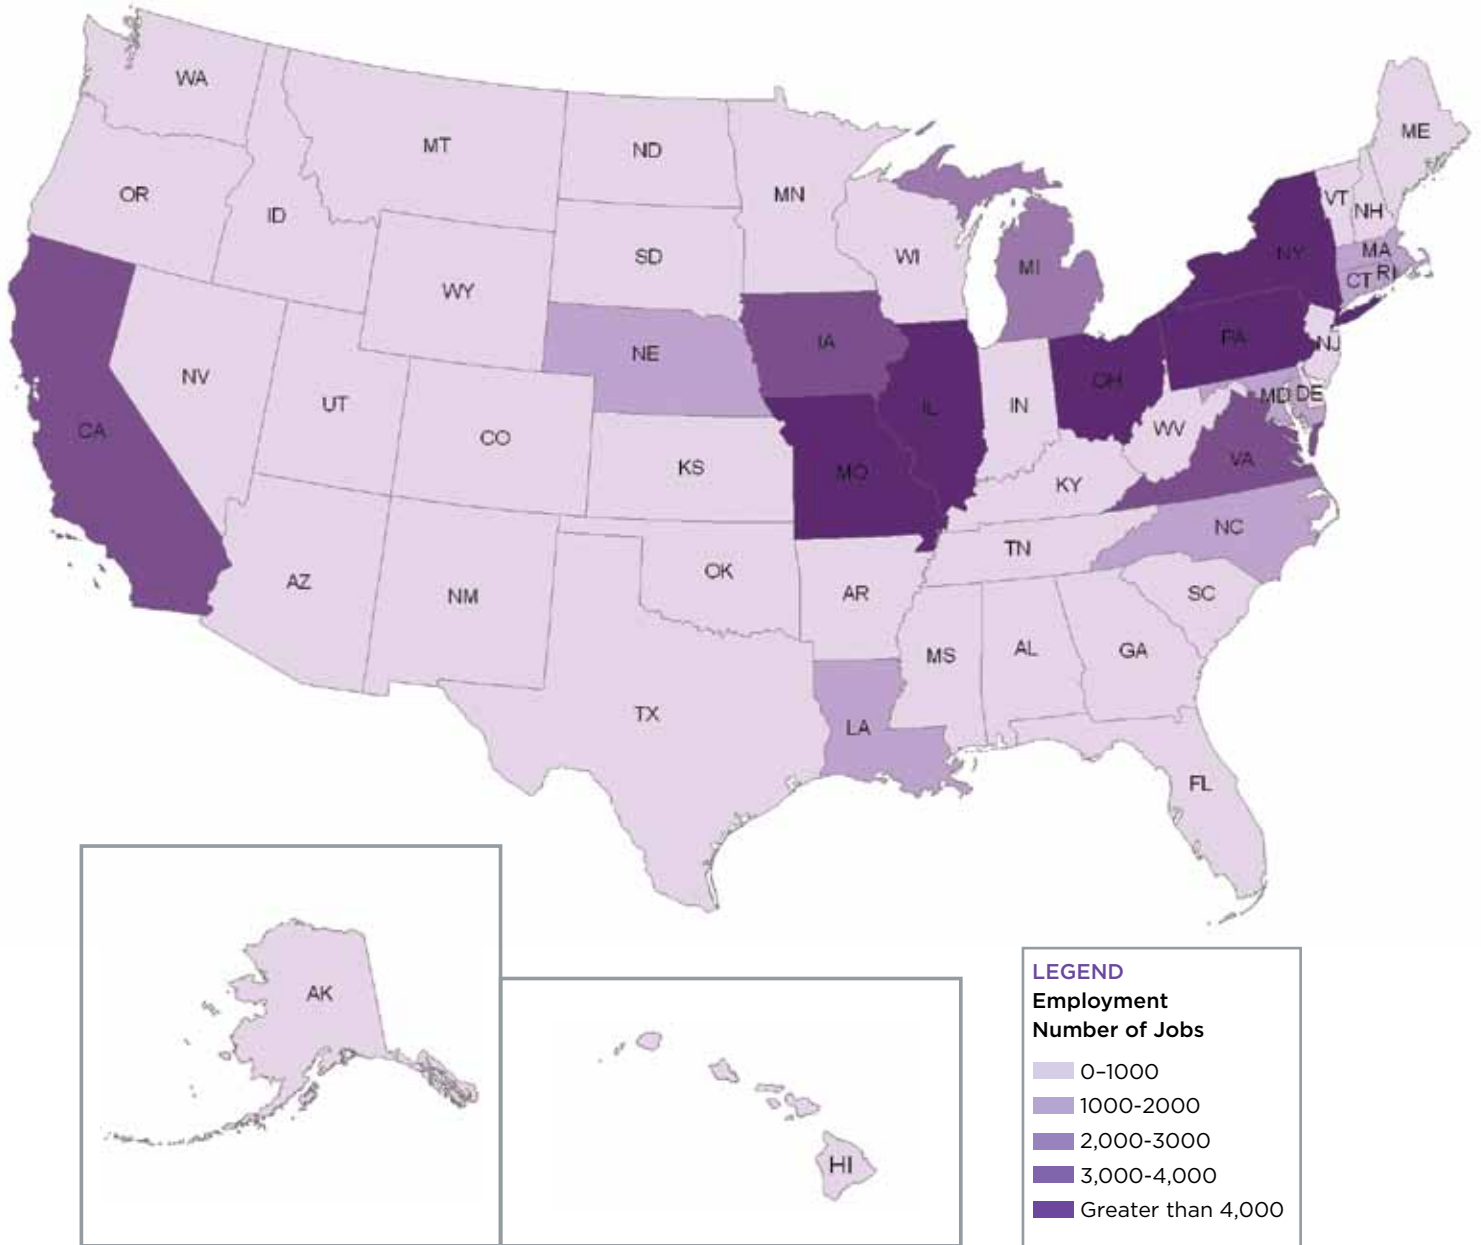 WA
MT
ND
MN
ME
OR
ID
VT
NH
SD
WI
NY
MA
MI
CT
RI
WY
IA
PA
NJ
NE
NV
OH
UT
IL
IN
MD
DE
CA
CO
WV
KS
MO
VA
KY
NC
TN
OK
AZ
NM
AR
SC
MS
AL
GA
TX
LA
FL
AK
HI
LEGEND
Employment
Number of Jobs
0–1000
1000-2000
2,000-3000
3,000-4,000
Greater than 4,000